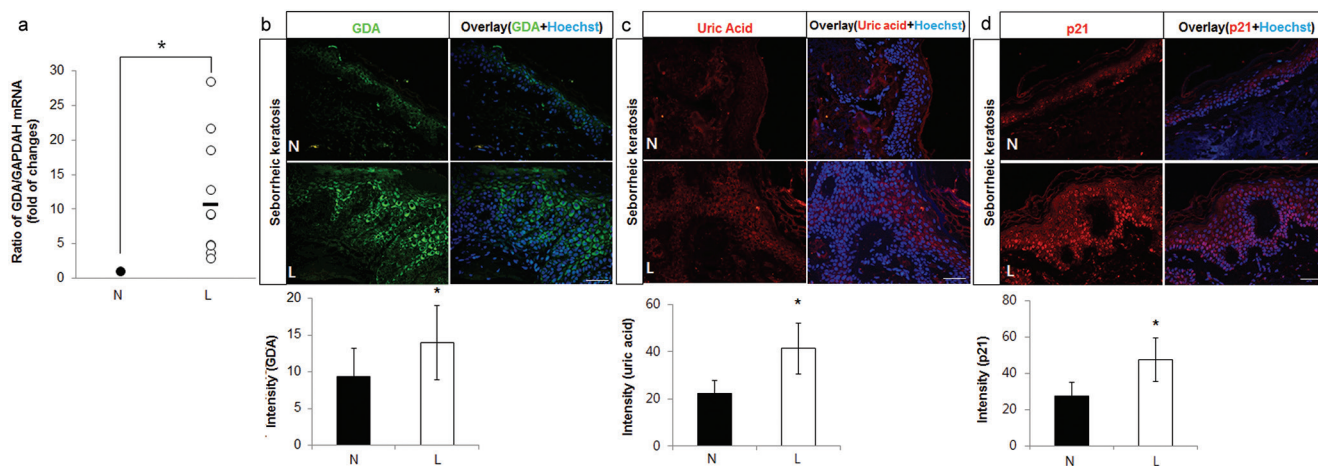 a
*
Ratio of GDA/GAPDAH mRNA
(fold of changes)
30
25
20
15
10
5
0
N
L
b
GDA
Overlay(GDA+Hoechst)
Seborrheic keratosis
N
L
20
15
10
5
0
Intensity (GDA)
*
N
L
c
Uric Acid
Overlay(Uric acid+Hoechst)
Seborrheic keratosis
N
L
60
40
20
0
Intensity (uric acid)
*
N
L
d
p21
Overlay(p21+Hoechst)
Seborrheic keratosis
N
L
80
60
40
20
0
Intensity (p21)
*
N
L